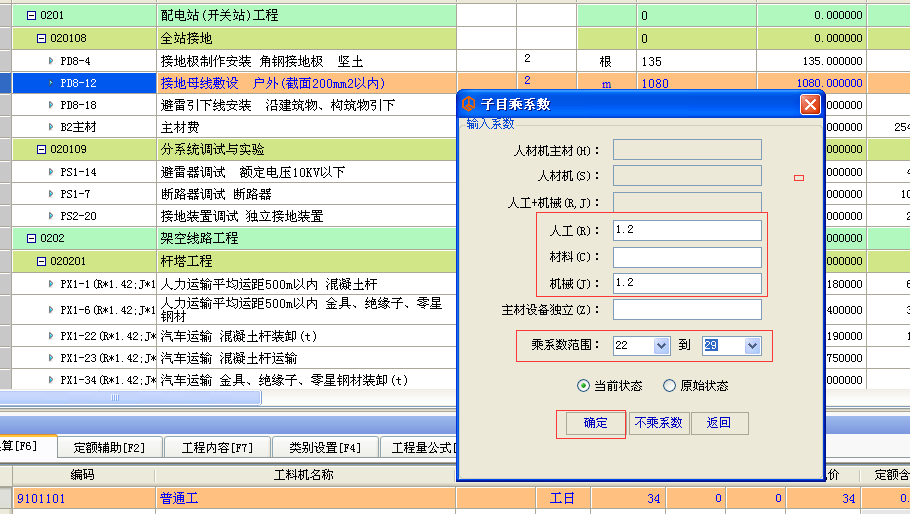 0201 配电站(开关站)工程 0 0.000000
020108 全站接地 0 0.000000
PD8-4 接地极制作安装 角钢接地极 坚土 2 根 135 135.000000
PD8-12 接地母线敷设 户外(截面200mm2以内) 2 m 1080 1080.000000
PD8-18 避雷引下线安装 沿建筑物、构筑物引下
B2主材 主材费
020109 分系统调试与实验
PS1-14 避雷器调试 额定电压10KV以下
PS1-7 断路器调试 断路器
PS2-20 接地装置调试 独立接地装置
0202 架空线路工程
020201 杆塔工程
PX1-1(R*1.42;J*1 人力运输平均运距500m以内 混凝土杆
PX1-6(R*1.42;J*1 人力运输平均运距500m以内 金具、绝缘子、零星
钢材
PX1-22(R*1.42;J* 汽车运输 混凝土杆装卸(t)
PX1-23(R*1.42;J* 汽车运输 混凝土杆运输
PX1-34(R*1.42;J* 汽车运输 金具、绝缘子、零星钢材装卸(t)
子目乘系数
输入系数
人材机主材(H)：
人材机(S)：
人工+机械(R,J)：
人工(R)： 1.2
材料(C)：
机械(J)： 1.2
主材设备独立(Z)：
乘系数范围： 22 到 29
当前状态 原始状态
确定 不乘系数 返回
算[F6] 定额辅助[F2] 工程内容[F7] 类别设置[F4] 工程量公式[
编码 工料机名称 价 定额含
9101101 普通工 工日 34 0 0 34 0.